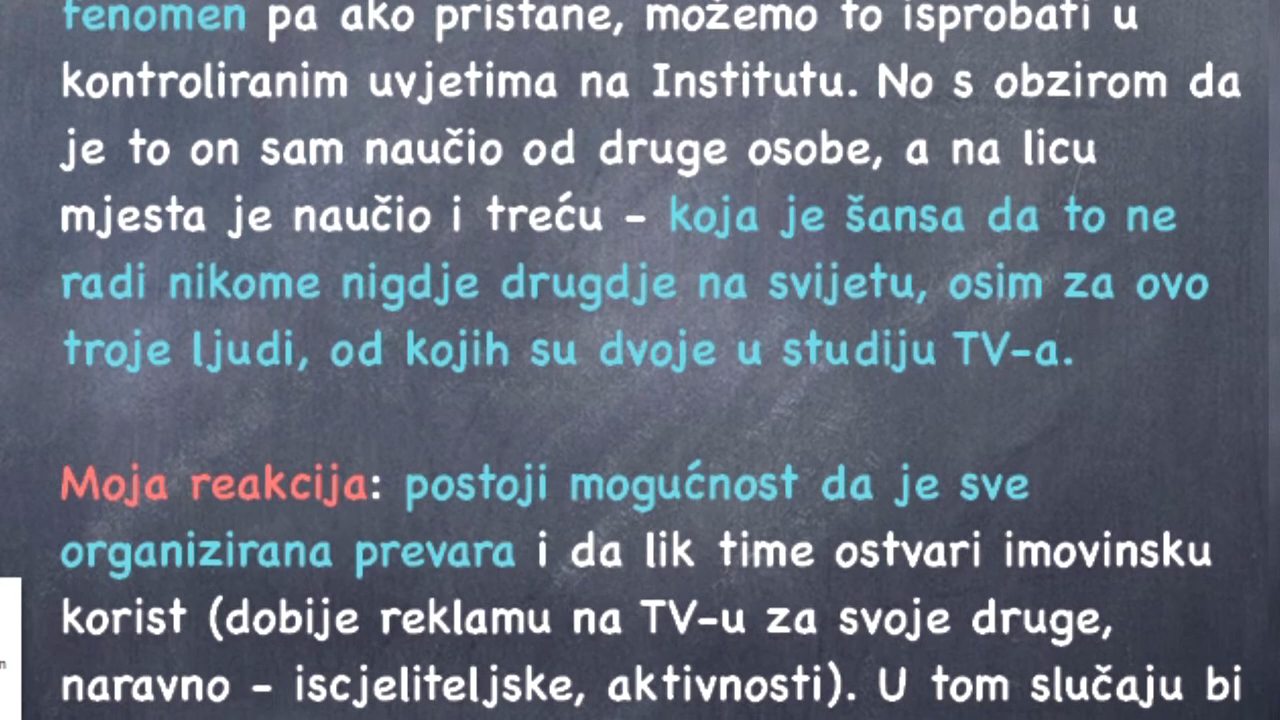 fenomen pa ako pristane, možemo to isprobati u
kontroliranim uvjetima na Institutu. No s obzirom da
je to on sam naučio od druge osobe, a na licu
mjesta je naučio i treću – koja je šansa da to ne
radi nikome nigdje drugdje na svijetu, osim za ovo
troje ljudi, od kojih su dvoje u studiju TV-a.
Moja reakcija: postoji mogućnost da je sve
organizirana prevara i da lik time ostvari imovinsku
korist (dobije reklamu na TV-u za svoje druge,
naravno – iscjeliteljske, aktivnosti). U tom slučaju bi